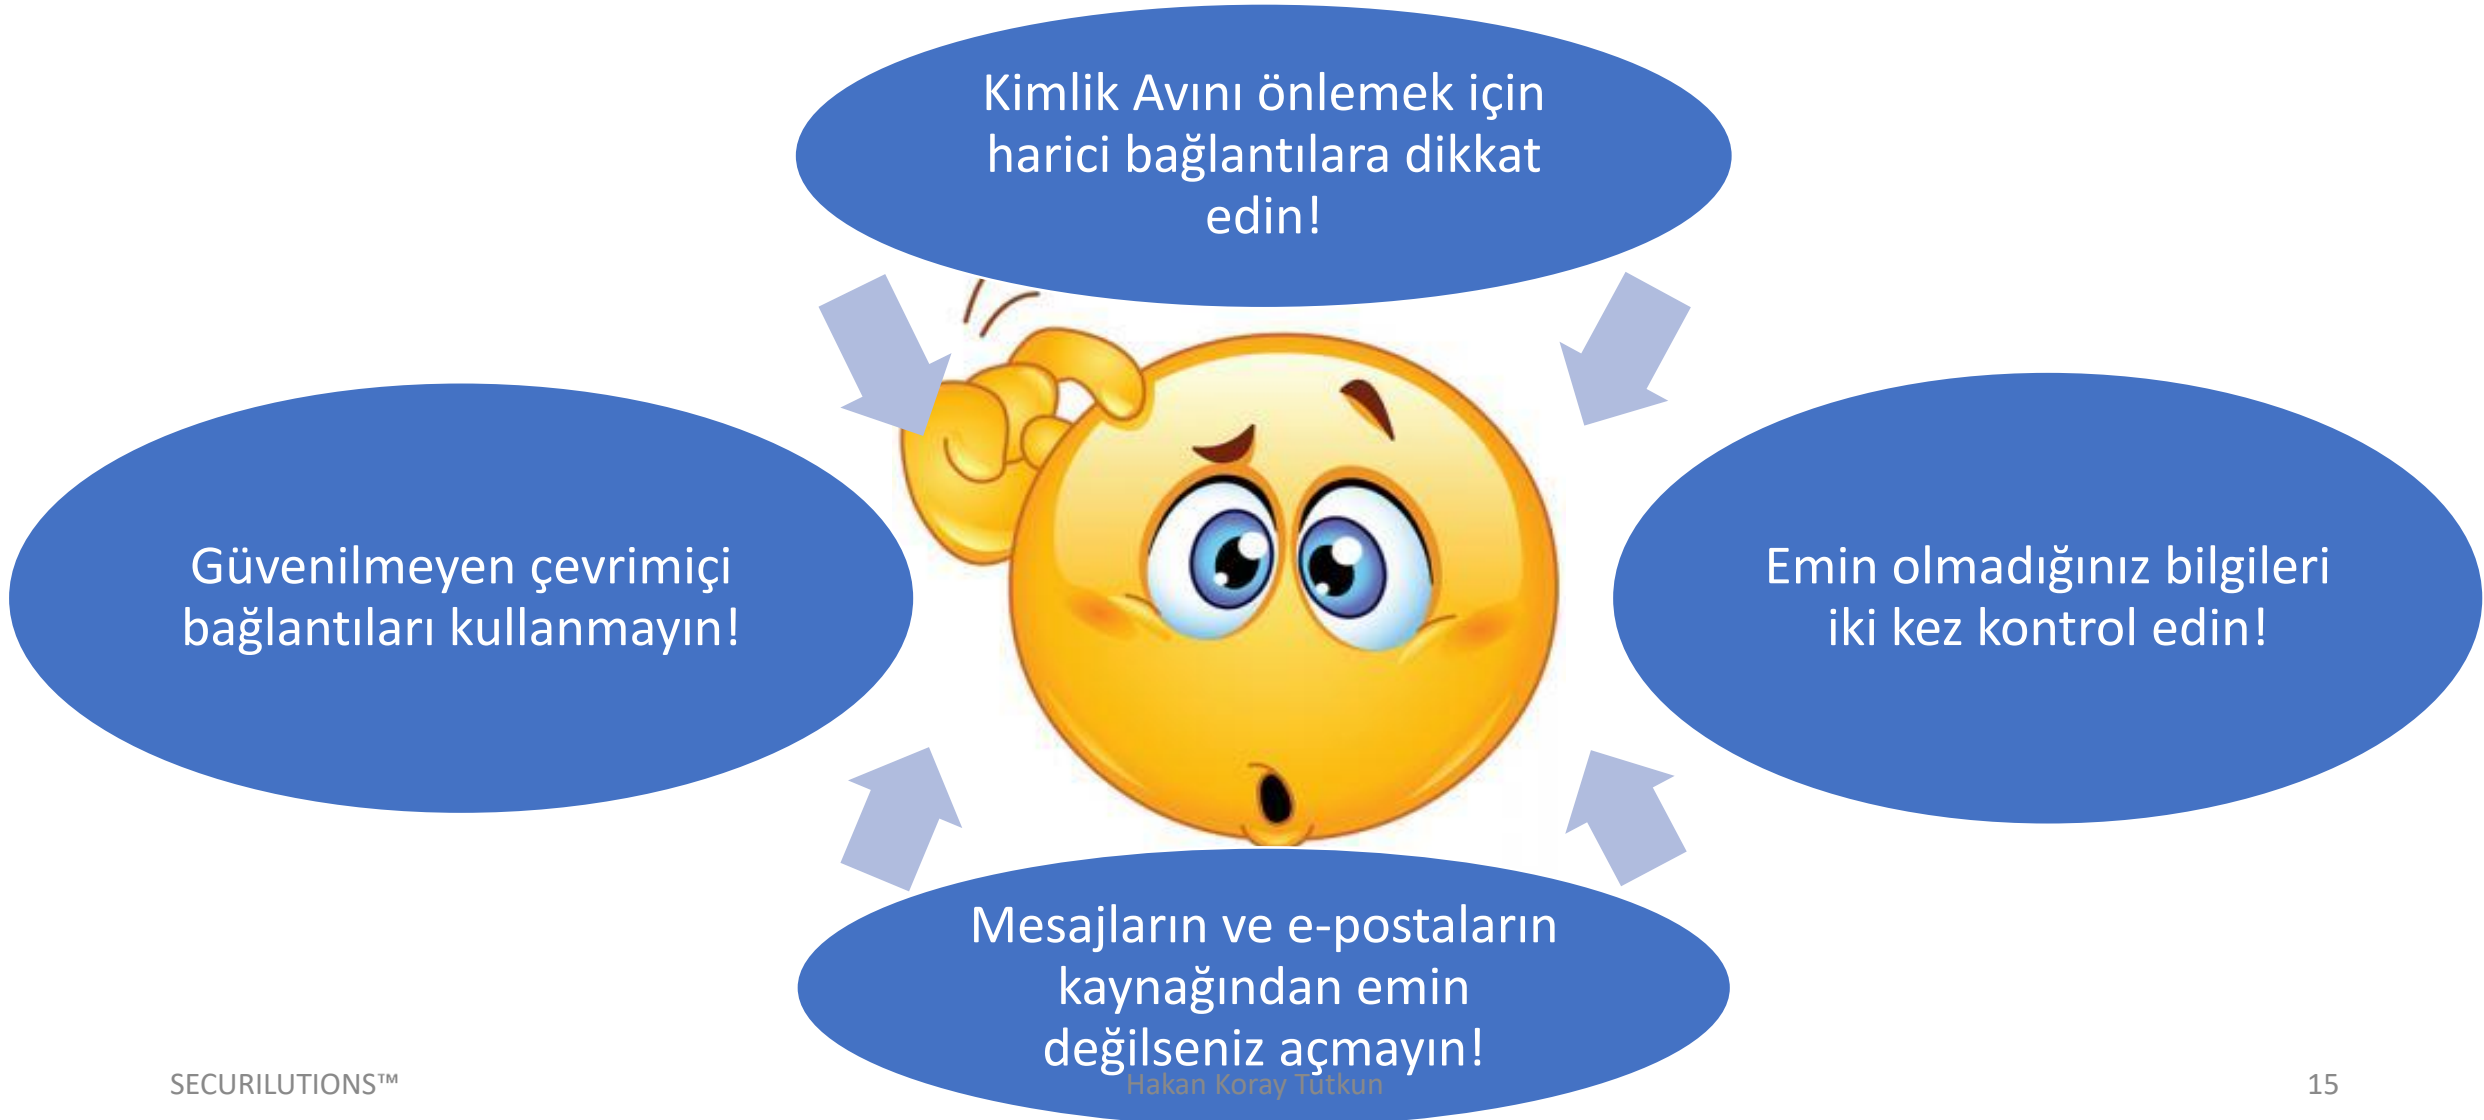 Kimlik Avını önlemek için
harici bağlantılara dikkat
edin!
Güvenilmeyen çevrimiçi
bağlantıları kullanmayın!
Emin olmadığınız bilgileri
iki kez kontrol edin!
Mesajların ve e-postaların
kaynağından emin
değilseniz açmayın!
SECURILUTIONS™
Hakan Koray Tutkun
15